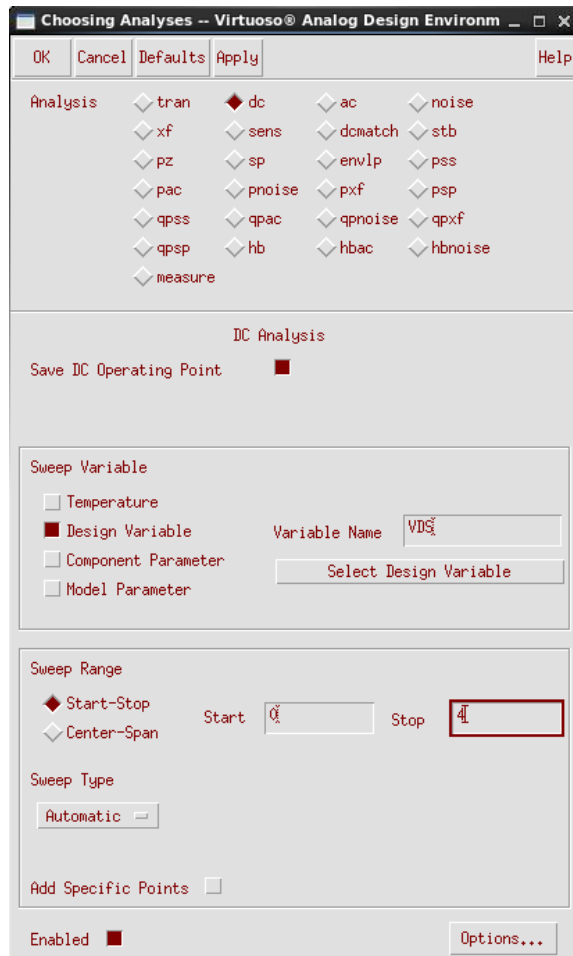 Choosing Analyses -- Virtuoso® Analog Design Environm
OK Cancel Defaults Apply Help
Analysis tran dc ac noise
xf sens dcmatch stb
pz sp envlp pss
pac pnoise pxf psp
qpss qpac qpnoise qpxf
qpsp hb hbac hbnoise
measure
DC Analysis
Save DC Operating Point
Sweep Variable
Temperature
Design Variable Variable Name VDS
Component Parameter Select Design Variable
Model Parameter
Sweep Range
Start-Stop Start 0 Stop 4
Center-Span
Sweep Type
Automatic
Add Specific Points
Enabled Options...